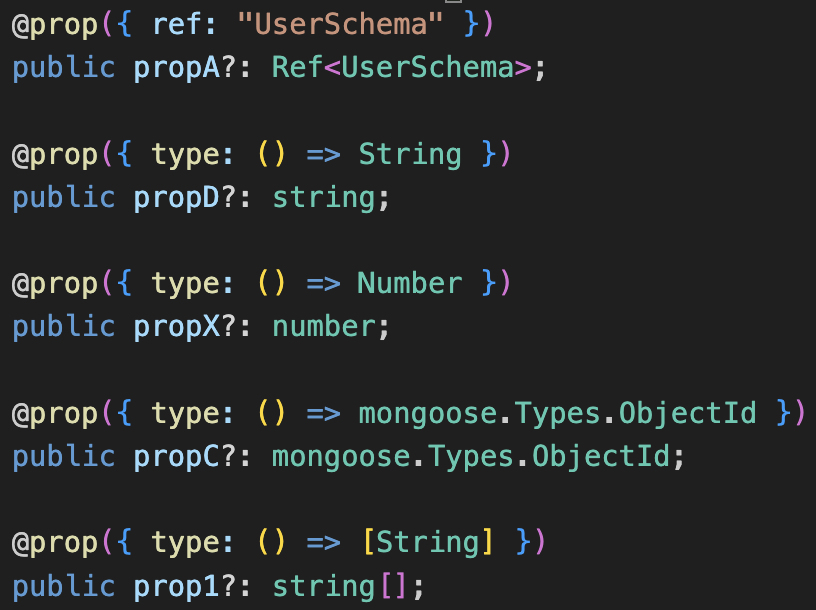 @prop({ ref: "UserSchema" })
public propA?: Ref<UserSchema>;
@prop({ type: () => String })
public propD?: string;
@prop({ type: () => Number })
public propX?: number;
@prop({ type: () => mongoose.Types.ObjectId })
public propC?: mongoose.Types.ObjectId;
@prop({ type: () => [String] })
public prop1?: string[];